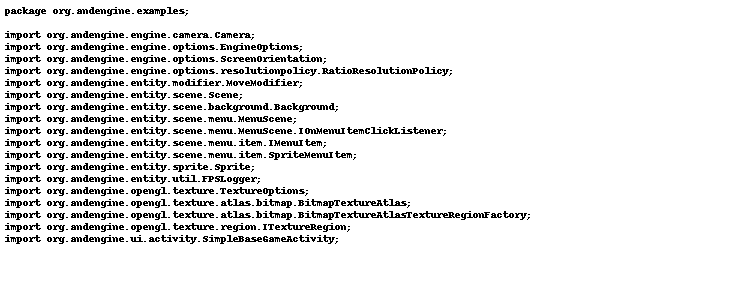 package org.andengine.examples;

import org.andengine.engine.camera.Camera;
import org.andengine.engine.options.EngineOptions;
import org.andengine.engine.options.ScreenOrientation;
import org.andengine.engine.options.resolutionpolicy.RatioResolutionPolicy;
import org.andengine.entity.modifier.MoveModifier;
import org.andengine.entity.scene.Scene;
import org.andengine.entity.scene.background.Background;
import org.andengine.entity.scene.menu.MenuScene;
import org.andengine.entity.scene.menu.MenuScene.IOnMenuItemClickListener;
import org.andengine.entity.scene.menu.item.IMenuItem;
import org.andengine.entity.scene.menu.item.SpriteMenuItem;
import org.andengine.entity.sprite.Sprite;
import org.andengine.entity.util.FPSLogger;
import org.andengine.opengl.texture.TextureOptions;
import org.andengine.opengl.texture.atlas.bitmap.BitmapTextureAtlas;
import org.andengine.opengl.texture.atlas.bitmap.BitmapTextureAtlasTextureRegionFactory;
import org.andengine.opengl.texture.region.ITextureRegion;
import org.andengine.ui.activity.SimpleBaseGameActivity;